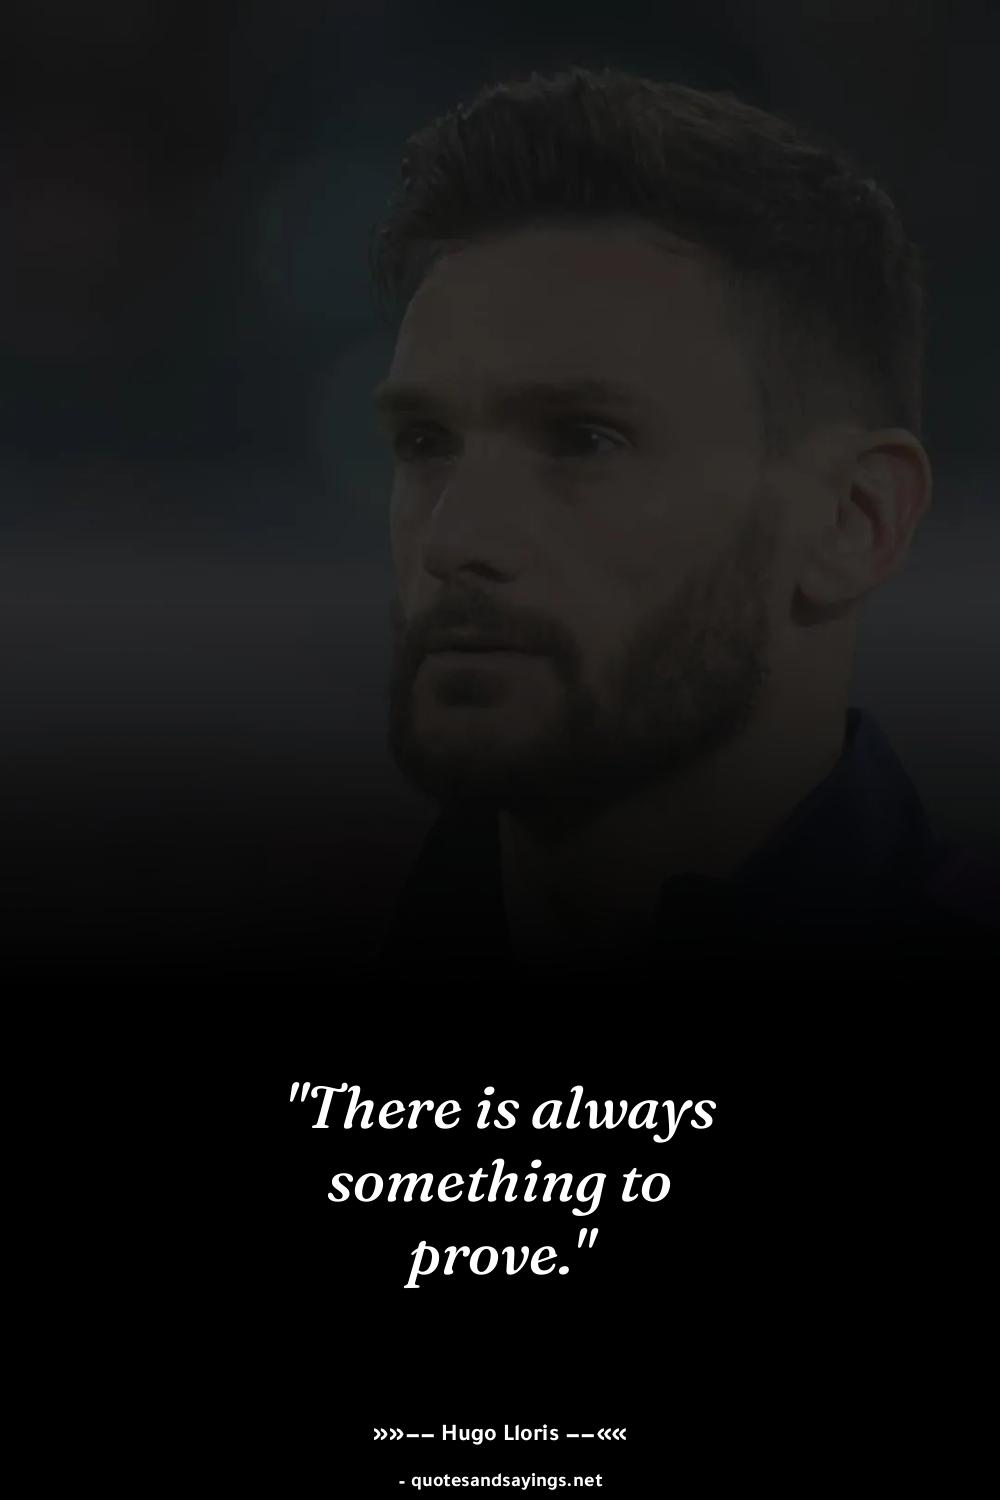 "There is always
something to
prove."
»»−− Hugo Lloris −−««
- quotesandsayings.net